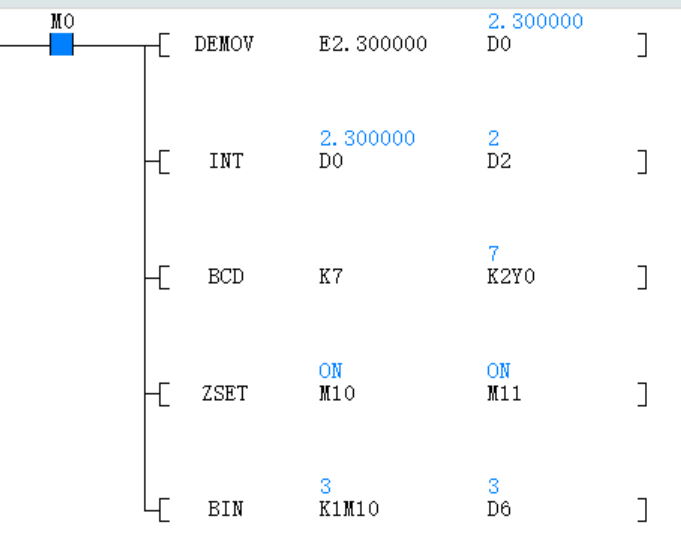 M0
2.300000
DEMOV E2.300000 D0
2.300000 2
INT D0 D2
7
BCD K7 K2Y0
ON ON
ZSET M10 M11
3 3
BIN K1M10 D6